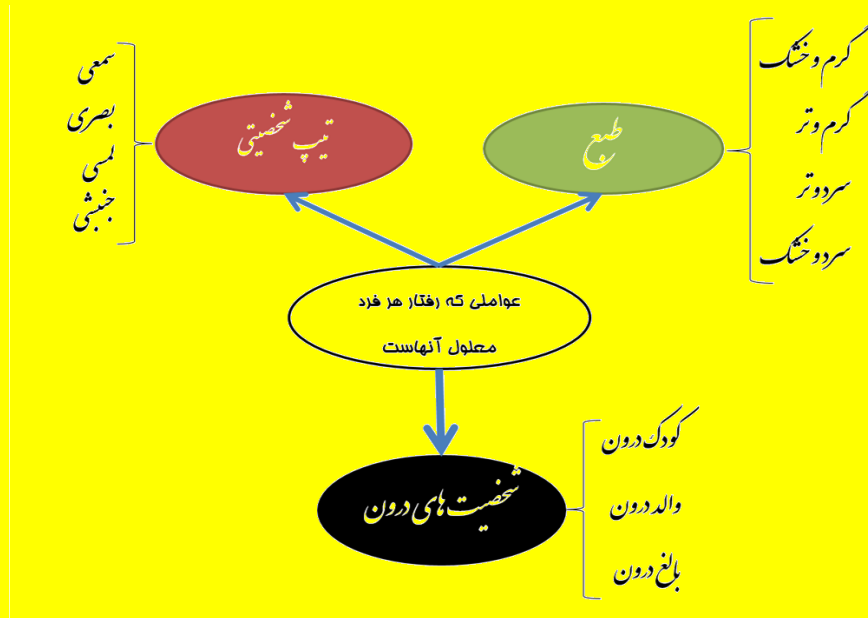 عواملی که رفتار هر فرد
معلول آنهاست
طبع
گرم و خشک
گرم و تر
سرد و تر
سرد و خشک
تیپ شخصیتی
سمعی
بصری
لمسی
جنبشی
شخصیت های درون
کودک درون
والد درون
بالغ درون